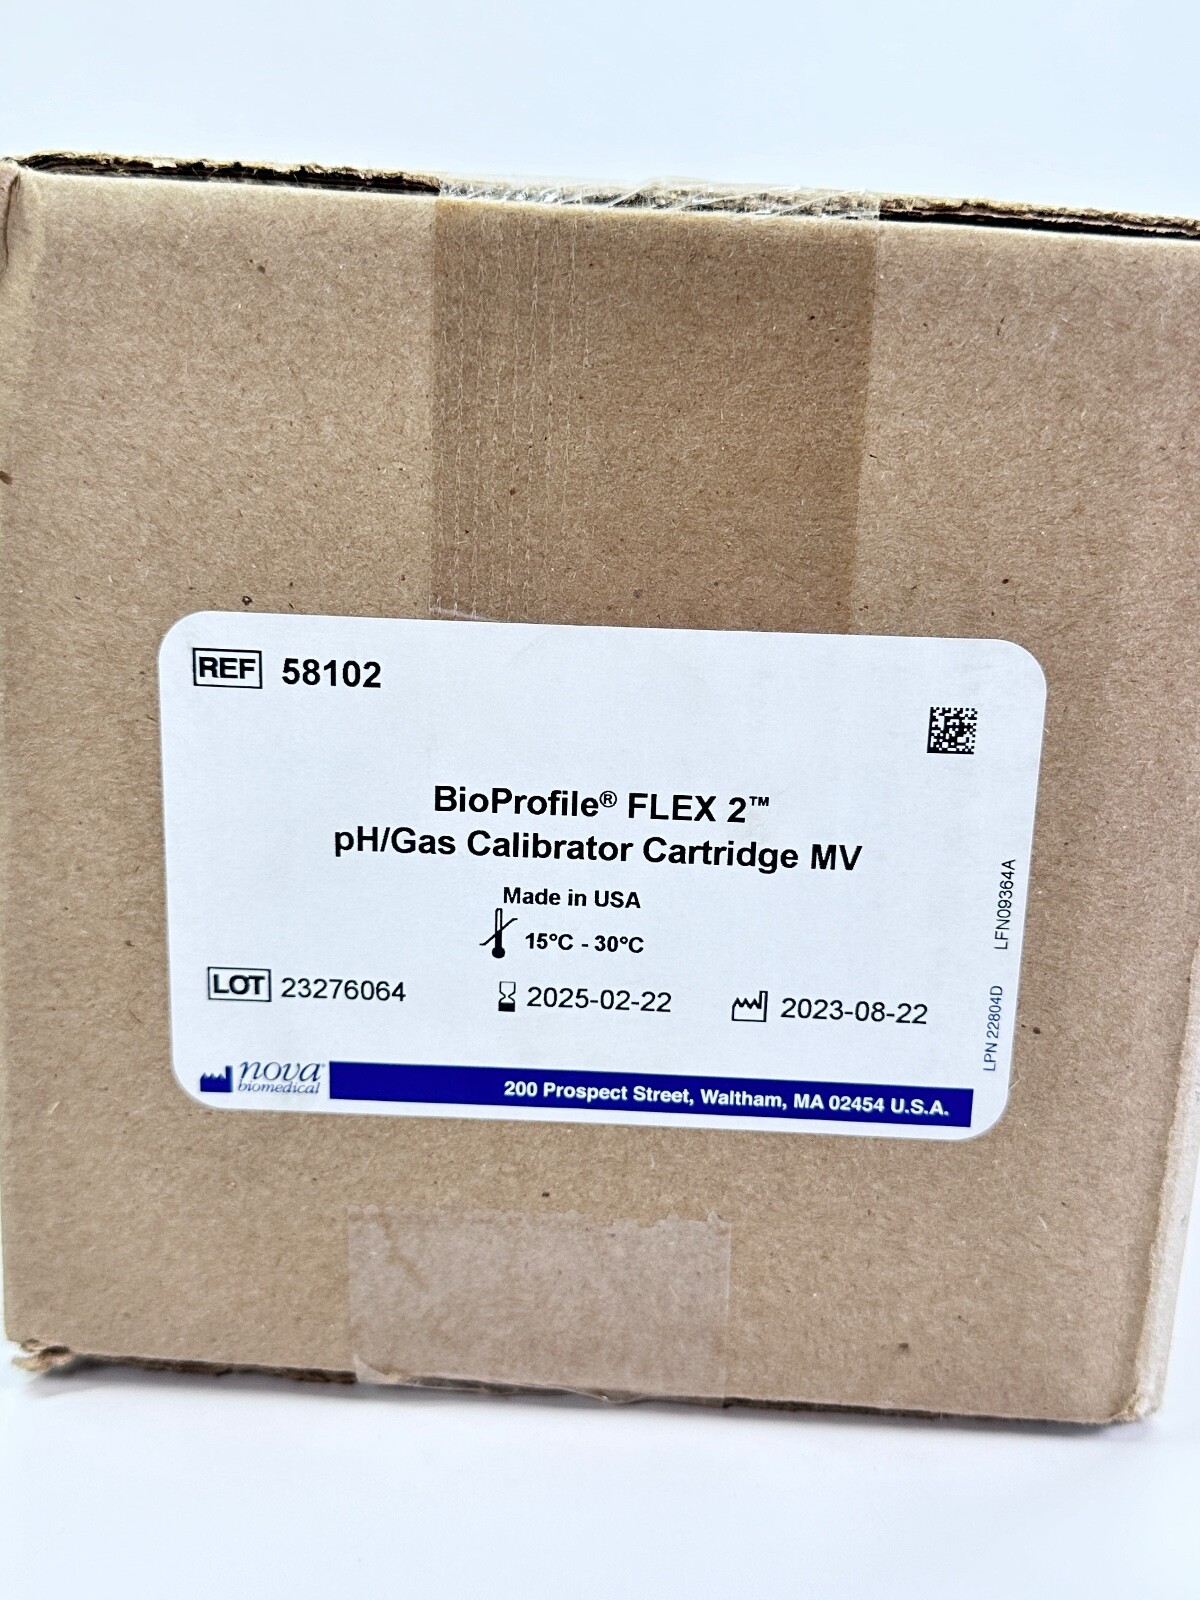 REF 58102
BioProfile® FLEX 2™
pH/Gas Calibrator Cartridge MV
Made in USA
15°C - 30°C
LOT 23276064
2025-02-22
2023-08-22
LPN 22804D
LFN09364A
nova®
biomedical
200 Prospect Street, Waltham, MA 02454 U.S.A.